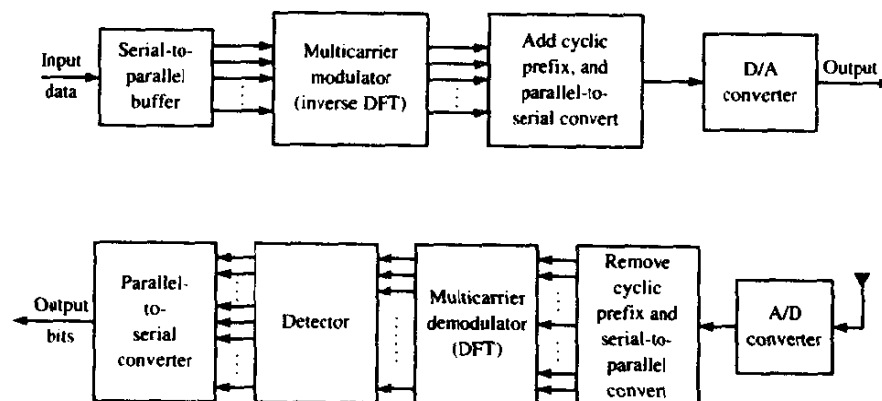 Input
data
Serial-to-
parallel
buffer
Multicarrier
modulator
(inverse DFT)
Add cyclic
prefix, and
parallel-to-
serial convert
D/A
converter
Output
Output
bits
Parallel-
to-
serial
converter
Detector
Multicarrier
demodulator
(DFT)
Remove
cyclic
prefix and
serial-to-
parallel
convert
A/D
converter